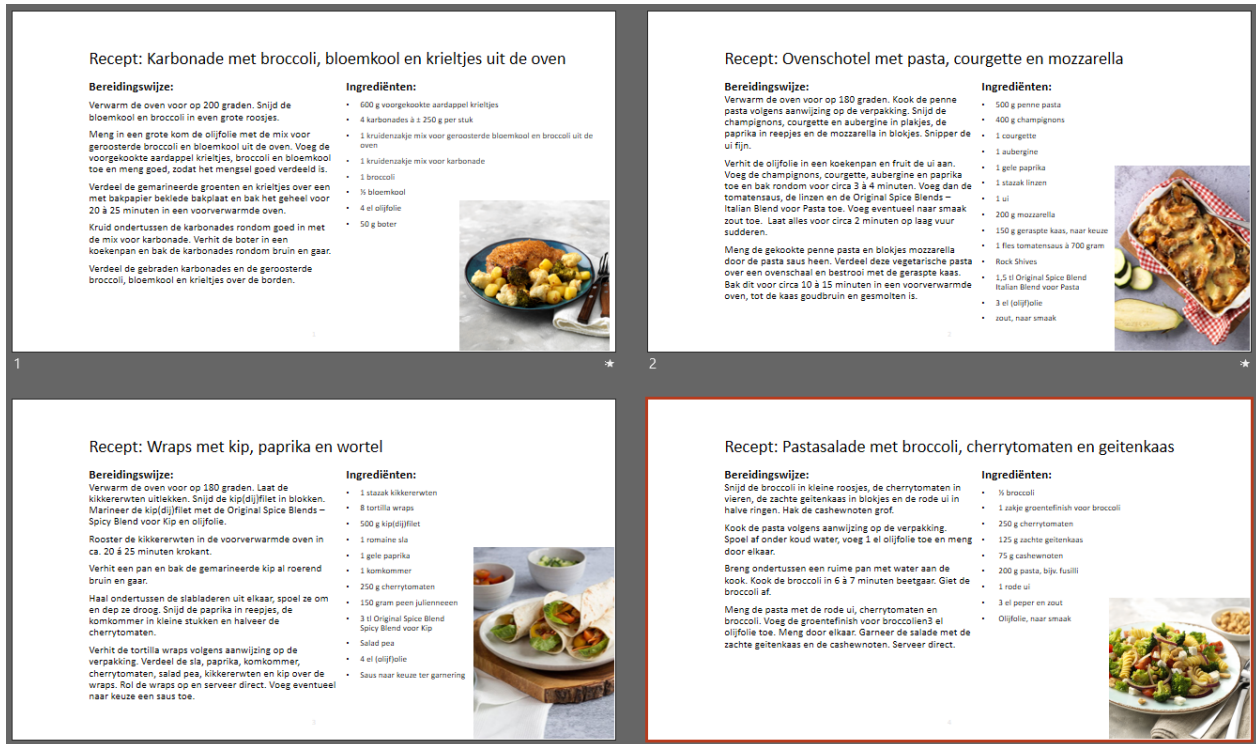 Recept: Karbonade met broccoli, bloemkool en krieltjes uit de oven
Bereidingswijze:
Verwarm de oven voor op 200 graden. Snijd de
bloemkool en broccoli in even grote roosjes.
Meng in een grote kom de olijfolie met de mix voor
geroosterde broccoli en bloemkool uit de oven. Voeg de
voorgekookte aardappel krieltjes, broccoli en bloemkool
toe en meng goed, zodat het mengsel goed verdeeld is.
Verdeel de gemarineerde groenten en krieltjes over een
met bakpapier beklede bakplaat en bak het geheel voor
20 à 25 minuten in een voorverwarmde oven.
Kruid ondertussen de karbonades rondom goed in met
de mix voor karbonade. Verhit de boter in een
koekenpan en bak de karbonades rondom bruin en gaar.
Verdeel de gebraden karbonades en de geroosterde
broccoli, bloemkool en krieltjes over de borden.
Ingrediënten:
• 600 g voorgekookte aardappel krieltjes
• 4 karbonades à ± 250 g per stuk
• 1 kruidenzakje mix voor geroosterde bloemkool en broccoli uit de
oven
• 1 kruidenzakje mix voor karbonade
• 1 broccoli
• ½ bloemkool
• 4 el olijfolie
• 50 g boter
1
Recept: Ovenschotel met pasta, courgette en mozzarella
Bereidingswijze:
Verwarm de oven voor op 180 graden. Kook de penne
pasta volgens aanwijzing op de verpakking. Snijd de
champignons, courgette en aubergine in plakjes, de
paprika in reepjes en de mozzarella in blokjes. Snipper de
ui fijn.
Verhit de olijfolie in een koekenpan en fruit de ui aan.
Voeg de champignons, courgette, aubergine en paprika
toe en bak rondom voor circa 3 à 4 minuten. Voeg dan de
tomatensaus, de linzen en de Original Spice Blends –
Italian Blend voor Pasta toe. Voeg eventueel naar smaak
zout toe. Laat alles voor circa 2 minuten op laag vuur
sudderen.
Meng de gekookte penne pasta en blokjes mozzarella
door de pasta saus heen. Verdeel deze vegetarische pasta
over een ovenschaal en bestrooi met de geraspte kaas.
Bak dit voor circa 10 à 15 minuten in een voorverwarmde
oven, tot de kaas goudbruin en gesmolten is.
Ingrediënten:
• 500 g penne pasta
• 400 g champignons
• 1 courgette
• 1 aubergine
• 1 gele paprika
• 1 stazak linzen
• 1 ui
• 200 g mozzarella
• 150 g geraspte kaas, naar keuze
• 1 fles tomatensaus à 700 gram
• Rock Shives
• 1,5 tl Original Spice Blend
Italian Blend voor Pasta
• 3 el (olijf)olie
• zout, naar smaak
2
Recept: Wraps met kip, paprika en wortel
Bereidingswijze:
Verwarm de oven voor op 180 graden. Laat de
kikkererwten uitlekken. Snijd de kip(dij)filet in blokken.
Marineer de kip(dij)filet met de Original Spice Blends –
Spicy Blend voor Kip en olijfolie.
Rooster de kikkererwten in de voorverwarmde oven in
ca. 20 á 25 minuten krokant.
Verhit een pan en bak de gemarineerde kip al roerend
bruin en gaar.
Haal ondertussen de slabladeren uit elkaar, spoel ze om
en dep ze droog. Snijd de paprika in reepjes, de
komkommer in kleine stukken en halveer de
cherrytomaten.
Verhit de tortilla wraps volgens aanwijzing op de
verpakking. Verdeel de sla, paprika, komkommer,
cherrytomaten, salad pea, kikkererwten en kip over de
wraps. Rol de wraps op en serveer direct. Voeg eventueel
naar keuze een saus toe.
Ingrediënten:
• 1 stazak kikkererwten
• 8 tortilla wraps
• 500 g kip(dij)filet
• 1 romaine sla
• 1 gele paprika
• 1 komkommer
• 250 g cherrytomaten
• 150 gram peen julienneeen
• 3 tl Original Spice Blend
Spicy Blend voor Kip
• Salad pea
• 4 el (olijf)olie
• Saus naar keuze ter garnering
Recept: Pastasalade met broccoli, cherrytomaten en geitenkaas
Bereidingswijze:
Snijd de broccoli in kleine roosjes, de cherrytomaten in
vieren, de zachte geitenkaas in blokjes en de rode ui in
halve ringen. Hak de cashewnoten grof.
Kook de pasta volgens aanwijzing op de verpakking.
Spoel af onder koud water, voeg 1 el olijfolie toe en meng
door elkaar.
Breng ondertussen een ruime pan met water aan de
kook. Kook de broccoli in 6 à 7 minuten beetgaar. Giet de
broccoli af.
Meng de pasta met de rode ui, cherrytomaten en
broccoli. Voeg de groentefinish voor broccolien3 el
olijfolie toe. Meng door elkaar. Garneer de salade met de
zachte geitenkaas en de cashewnoten. Serveer direct.
Ingrediënten:
• ½ broccoli
• 1 zakje groentefinish voor broccoli
• 250 g cherrytomaten
• 125 g zachte geitenkaas
• 75 g cashewnoten
• 200 g pasta, bijv. fusilli
• 1 rode ui
• 3 el peper en zout
• Olijfolie, naar smaak